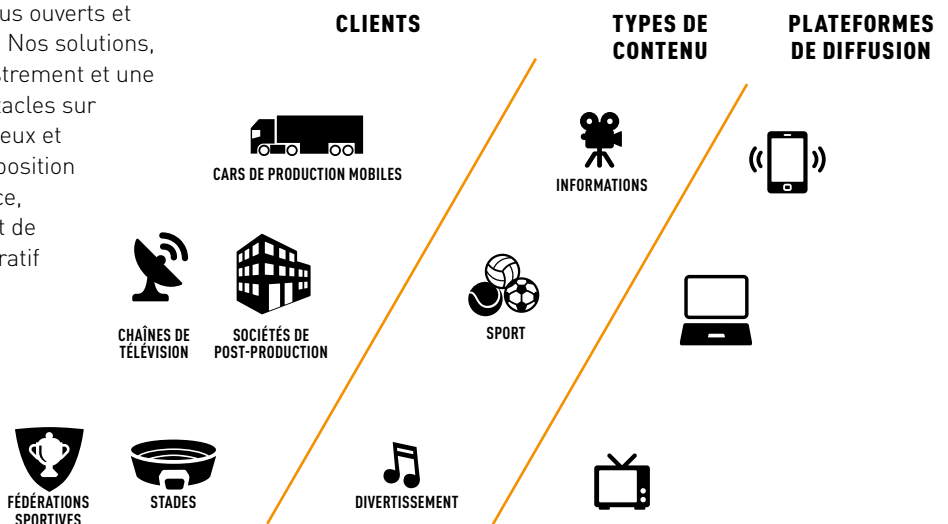 us ouverts et
Nos solutions,
strement et une
tacles sur
eux et
position
ce,
t de
ratif
CLIENTS
TYPES DE
CONTENU
PLATEFORMES
DE DIFFUSION
CARS DE PRODUCTION MOBILES
INFORMATIONS
CHAÎNES DE
TÉLÉVISION
SOCIÉTÉS DE
POST-PRODUCTION
SPORT
FÉDÉRATIONS
SPORTIVES
STADES
DIVERTISSEMENT